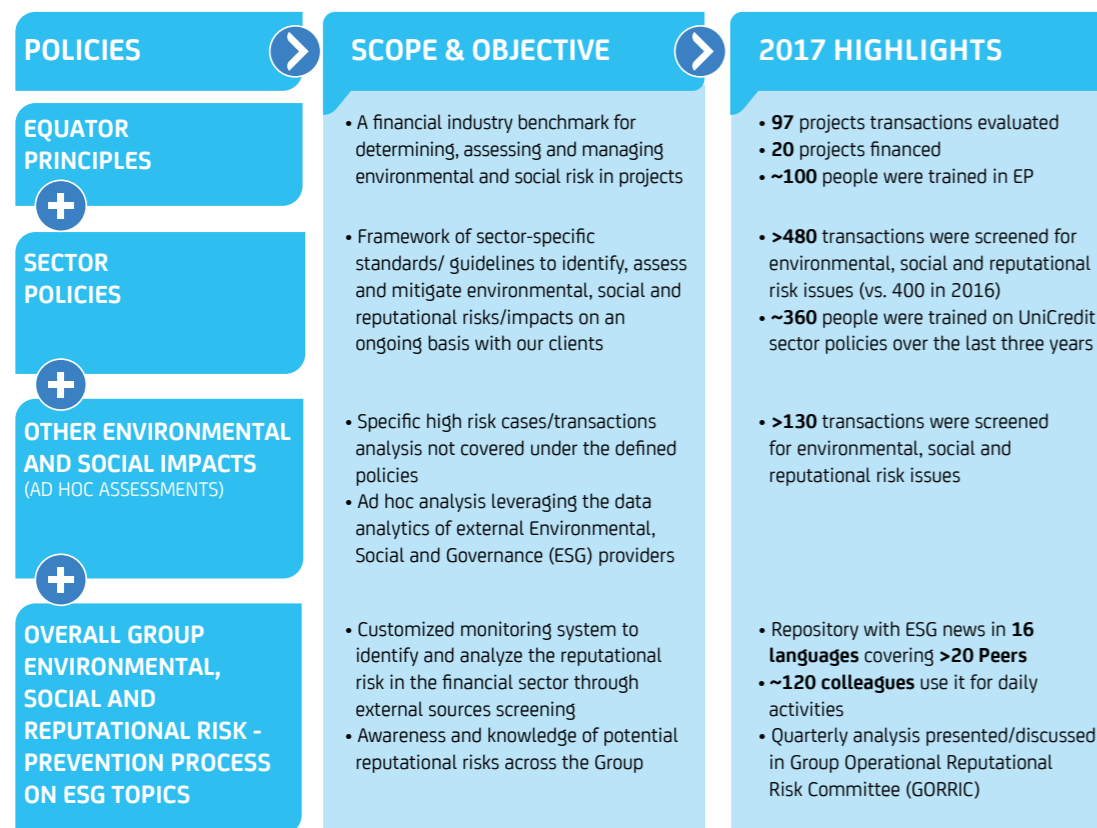 POLICIES
SCOPE & OBJECTIVE
2017 HIGHLIGHTS
EQUATOR
PRINCIPLES
• A financial industry benchmark for
determining, assessing and managing
environmental and social risk in projects
• 97 projects transactions evaluated
• 20 projects financed
• ~100 people were trained in EP
SECTOR
POLICIES
• Framework of sector-specific
standards/ guidelines to identify, assess
and mitigate environmental, social and
reputational risks/impacts on an
ongoing basis with our clients
• >480 transactions were screened for
environmental, social and reputational
risk issues (vs. 400 in 2016)
• ~360 people were trained on UniCredit
sector policies over the last three years
OTHER ENVIRONMENTAL
AND SOCIAL IMPACTS
(AD HOC ASSESSMENTS)
• Specific high risk cases/transactions
analysis not covered under the defined
policies
• Ad hoc analysis leveraging the data
analytics of external Environmental,
Social and Governance (ESG) providers
• >130 transactions were screened
for environmental, social and
reputational risk issues
OVERALL GROUP
ENVIRONMENTAL,
SOCIAL AND
REPUTATIONAL RISK -
PREVENTION PROCESS
ON ESG TOPICS
• Customized monitoring system to
identify and analyze the reputational
risk in the financial sector through
external sources screening
• Awareness and knowledge of potential
reputational risks across the Group
• Repository with ESG news in 16
languages covering >20 Peers
• ~120 colleagues use it for daily
activities
• Quarterly analysis presented/discussed
in Group Operational Reputational
Risk Committee (GORRIC)